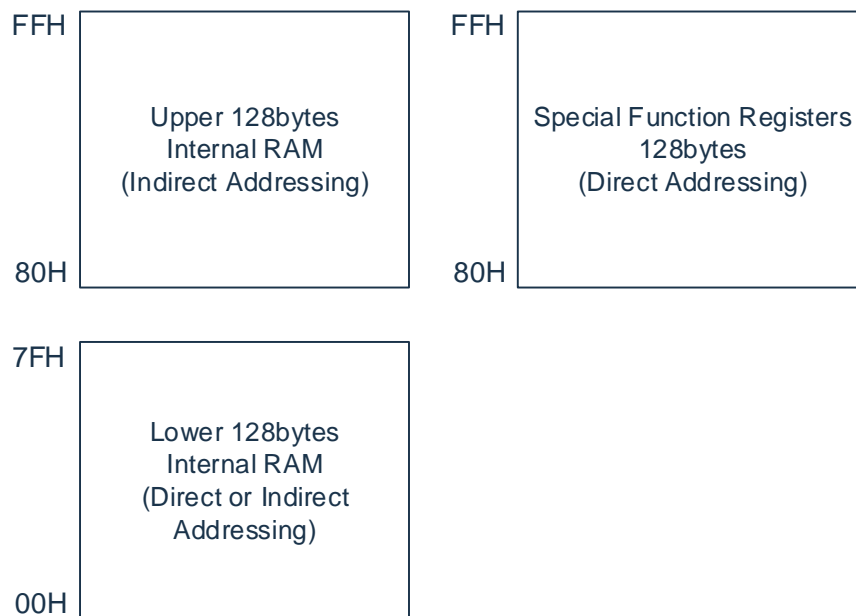 FFH
Upper 128bytes
Internal RAM
(Indirect Addressing)
80H
FFH
Special Function Registers
128bytes
(Direct Addressing)
80H
7FH
Lower 128bytes
Internal RAM
(Direct or Indirect
Addressing)
00H